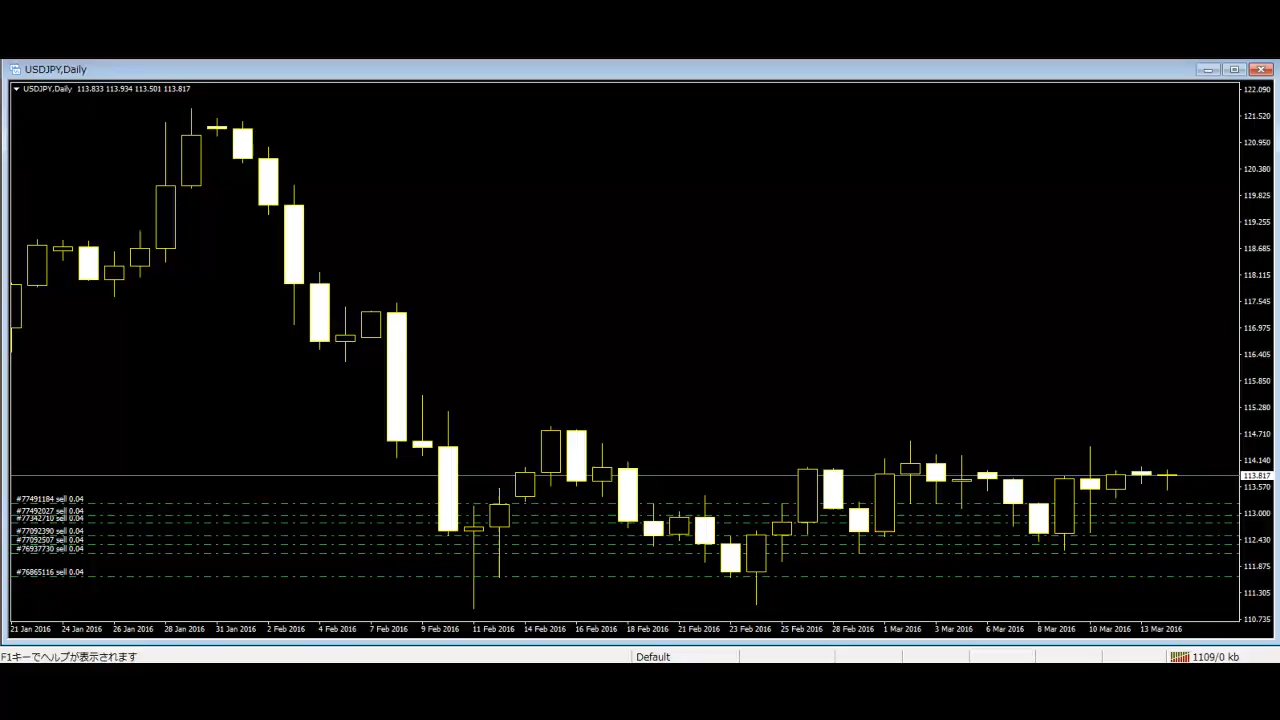 USDJPY,Daily
USDJPY,Daily 113.833 113.934 113.501 113.817
122.090
121.520
120.950
120.380
119.825
119.255
118.685
118.115
117.545
116.975
116.405
115.850
115.280
114.710
114.140
113.817
113.570
113.000
112.430
111.875
111.305
110.735
#77491184 sell 0.04
#77492027 sell 0.04
#77342710 sell 0.04
#77092390 sell 0.04
#77092507 sell 0.04
#76937730 sell 0.04
#76865116 sell 0.04
21 Jan 2016 24 Jan 2016 26 Jan 2016 28 Jan 2016 31 Jan 2016 2 Feb 2016 4 Feb 2016 7 Feb 2016 9 Feb 2016 11 Feb 2016 14 Feb 2016 16 Feb 2016 18 Feb 2016 21 Feb 2016 23 Feb 2016 25 Feb 2016 28 Feb 2016 1 Mar 2016 3 Mar 2016 6 Mar 2016 8 Mar 2016 10 Mar 2016 13 Mar 2016
F1キーでヘルプが表示されます Default 1109/0 kb